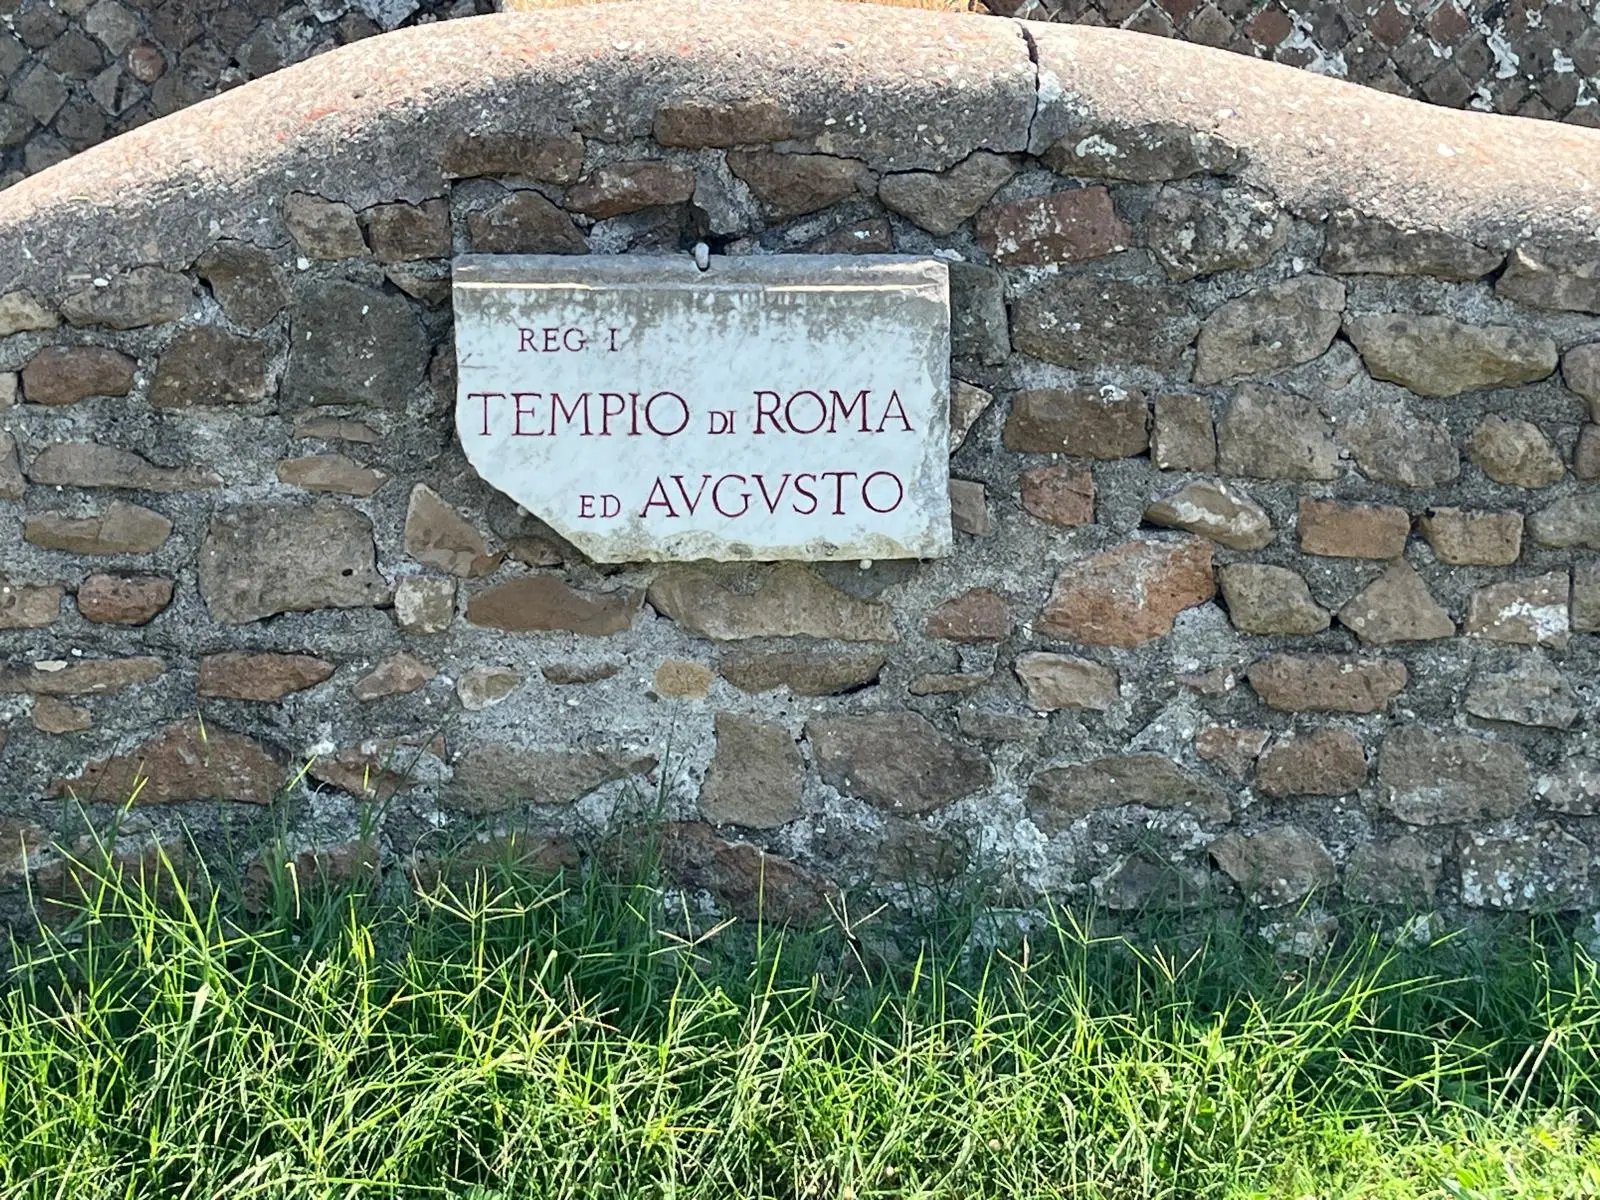 REG I
TEMPIO DI ROMA
ED AVGVSTO